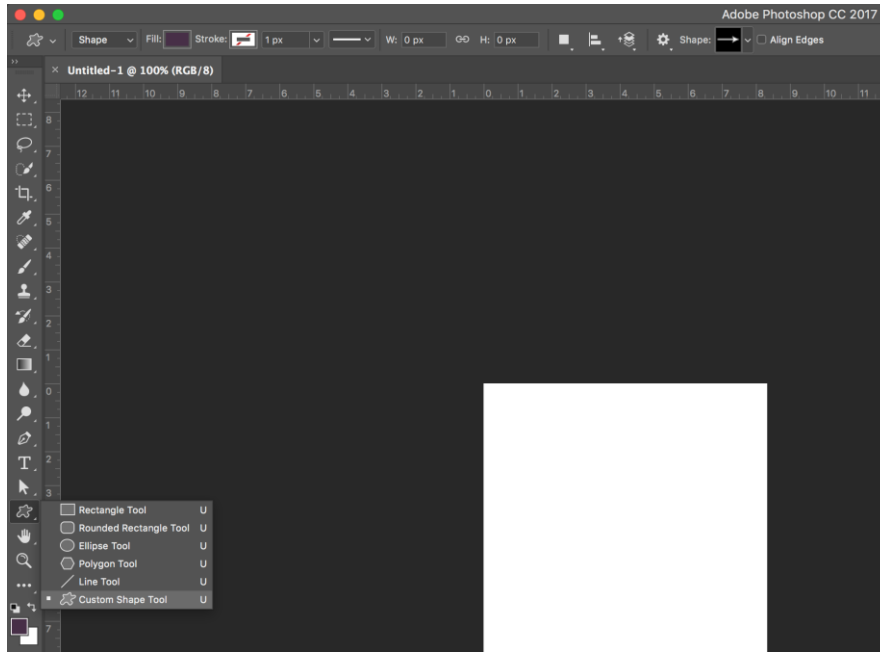 Adobe Photoshop CC 2017
Shape Fill: Stroke: 1 px W: 0 px H: 0 px Shape: Align Edges
›› 
× Untitled-1 @ 100% (RGB/8)
12 11 10 9 8 7 6 5 4 3 2 1 0 1 2 3 4 5 6 7 8 9 10 11
8
7
6
5
4
3
2
1
0
1
2
T
3
Rectangle Tool U
Rounded Rectangle Tool U
Ellipse Tool U
Polygon Tool U
Line Tool U
Custom Shape Tool U
7